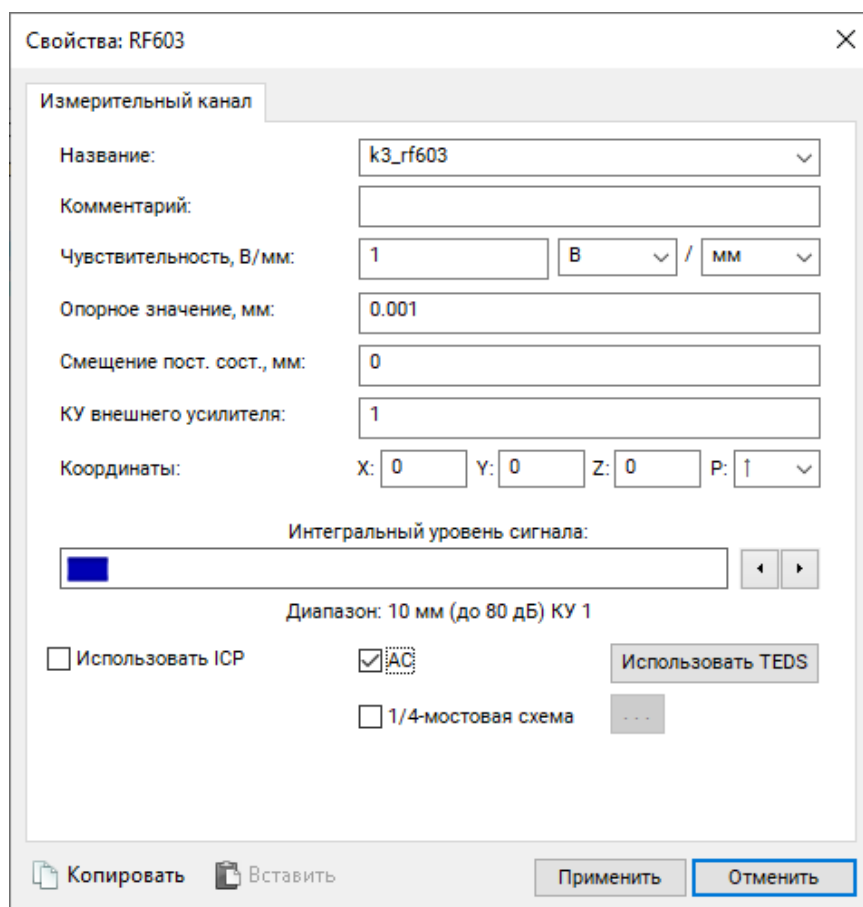 Свойства: RF603
Измерительный канал
Название: k3_rf603
Комментарий:
Чувствительность, В/мм: 1 В / мм
Опорное значение, мм: 0.001
Смещение пост. сост., мм: 0
КУ внешнего усилителя: 1
Координаты: X: 0 Y: 0 Z: 0 P: ↑
Интегральный уровень сигнала:
Диапазон: 10 мм (до 80 дБ) КУ 1
Использовать ICP AC Использовать TEDS
1/4-мостовая схема ...
Копировать Вставить Применить Отменить